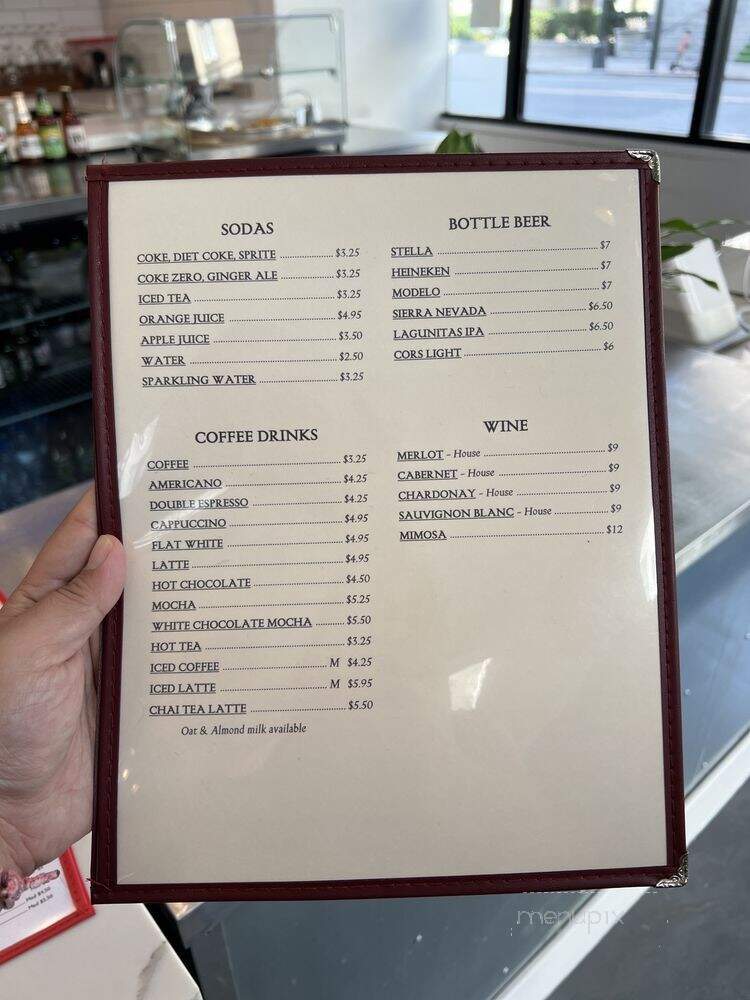 SODAS
COKE, DIET COKE, SPRITE $3.25
COKE ZERO, GINGER ALE $3.25
ICED TEA $3.25
ORANGE JUICE $4.95
APPLE JUICE $3.50
WATER $2.50
SPARKLING WATER $3.25
BOTTLE BEER
STELLA $7
HEINEKEN $7
MODELO $7
SIERRA NEVADA $6.50
LAGUNITAS IPA $6.50
CORS LIGHT $6
COFFEE DRINKS
COFFEE $3.25
AMERICANO $4.25
DOUBLE ESPRESSO $4.25
CAPPUCCINO $4.95
FLAT WHITE $4.95
LATTE $4.95
HOT CHOCOLATE $4.50
MOCHA $5.25
WHITE CHOCOLATE MOCHA $5.50
HOT TEA $3.25
ICED COFFEE M $4.25
ICED LATTE M $5.95
CHAI TEA LATTE $5.50
Oat & Almond milk available
WINE
MERLOT - House $9
CABERNET - House $9
CHARDONAY - House $9
SAUVIGNON BLANC - House $9
MIMOSA $12
menupix